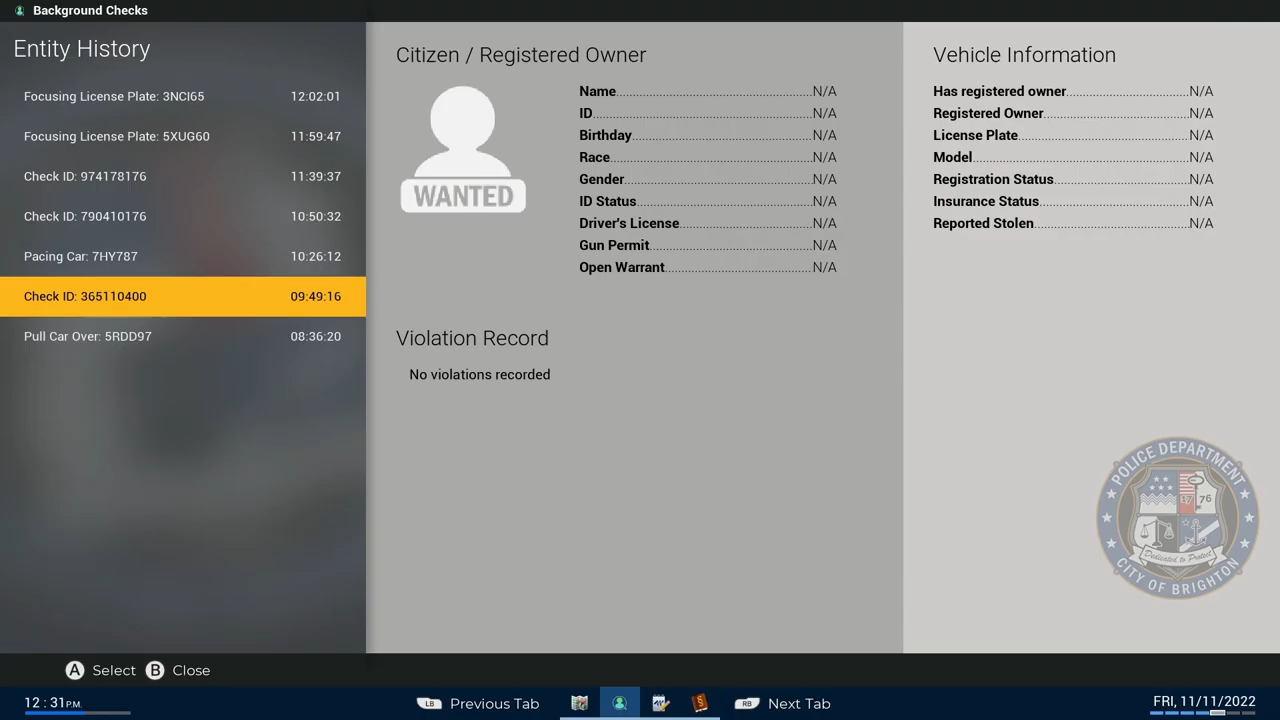 Background Checks
Entity History
Focusing License Plate: 3NCI65 12:02:01
Focusing License Plate: 5XUG60 11:59:47
Check ID: 974178176 11:39:37
Check ID: 790410176 10:50:32
Pacing Car: 7HY787 10:26:12
Check ID: 365110400 09:49:16
Pull Car Over: 5RDD97 08:36:20
Citizen / Registered Owner
WANTED
Name N/A
ID N/A
Birthday N/A
Race N/A
Gender N/A
ID Status N/A
Driver's License N/A
Gun Permit N/A
Open Warrant N/A
Violation Record
No violations recorded
Vehicle Information
Has registered owner N/A
Registered Owner N/A
License Plate N/A
Model N/A
Registration Status N/A
Insurance Status N/A
Reported Stolen N/A
POLICE DEPARTMENT
17 76
Dedicated to Protect
CITY OF BRIGHTON
A Select B Close
12 : 31 P.M.
LB Previous Tab
RB Next Tab
FRI, 11/11/2022